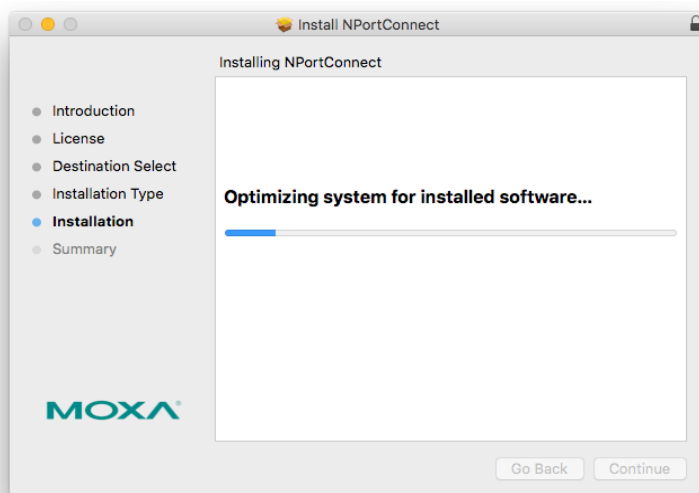 Install NPortConnect
Installing NPortConnect
Introduction
License
Destination Select
Installation Type
Installation
Summary
Optimizing system for installed software...
MOXA®
Go Back
Continue